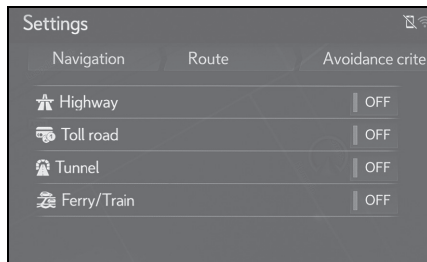 Settings
Navigation Route Avoidance crite
Highway OFF
Toll road OFF
Tunnel OFF
Ferry/Train OFF